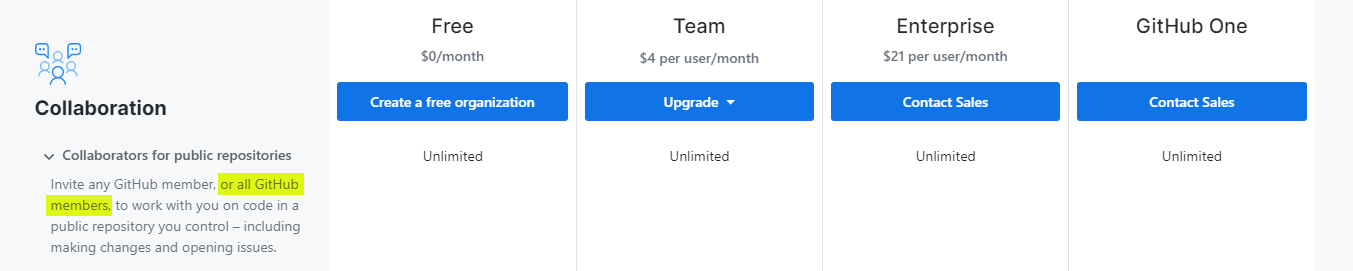 Free
Team
Enterprise
GitHub One
$0/month
$4 per user/month
$21 per user/month
Collaboration
Create a free organization
Upgrade
Contact Sales
Contact Sales
Collaborators for public repositories
Unlimited
Unlimited
Unlimited
Unlimited
Invite any GitHub member, or all GitHub
members, to work with you on code in a
public repository you control – including
making changes and opening issues.